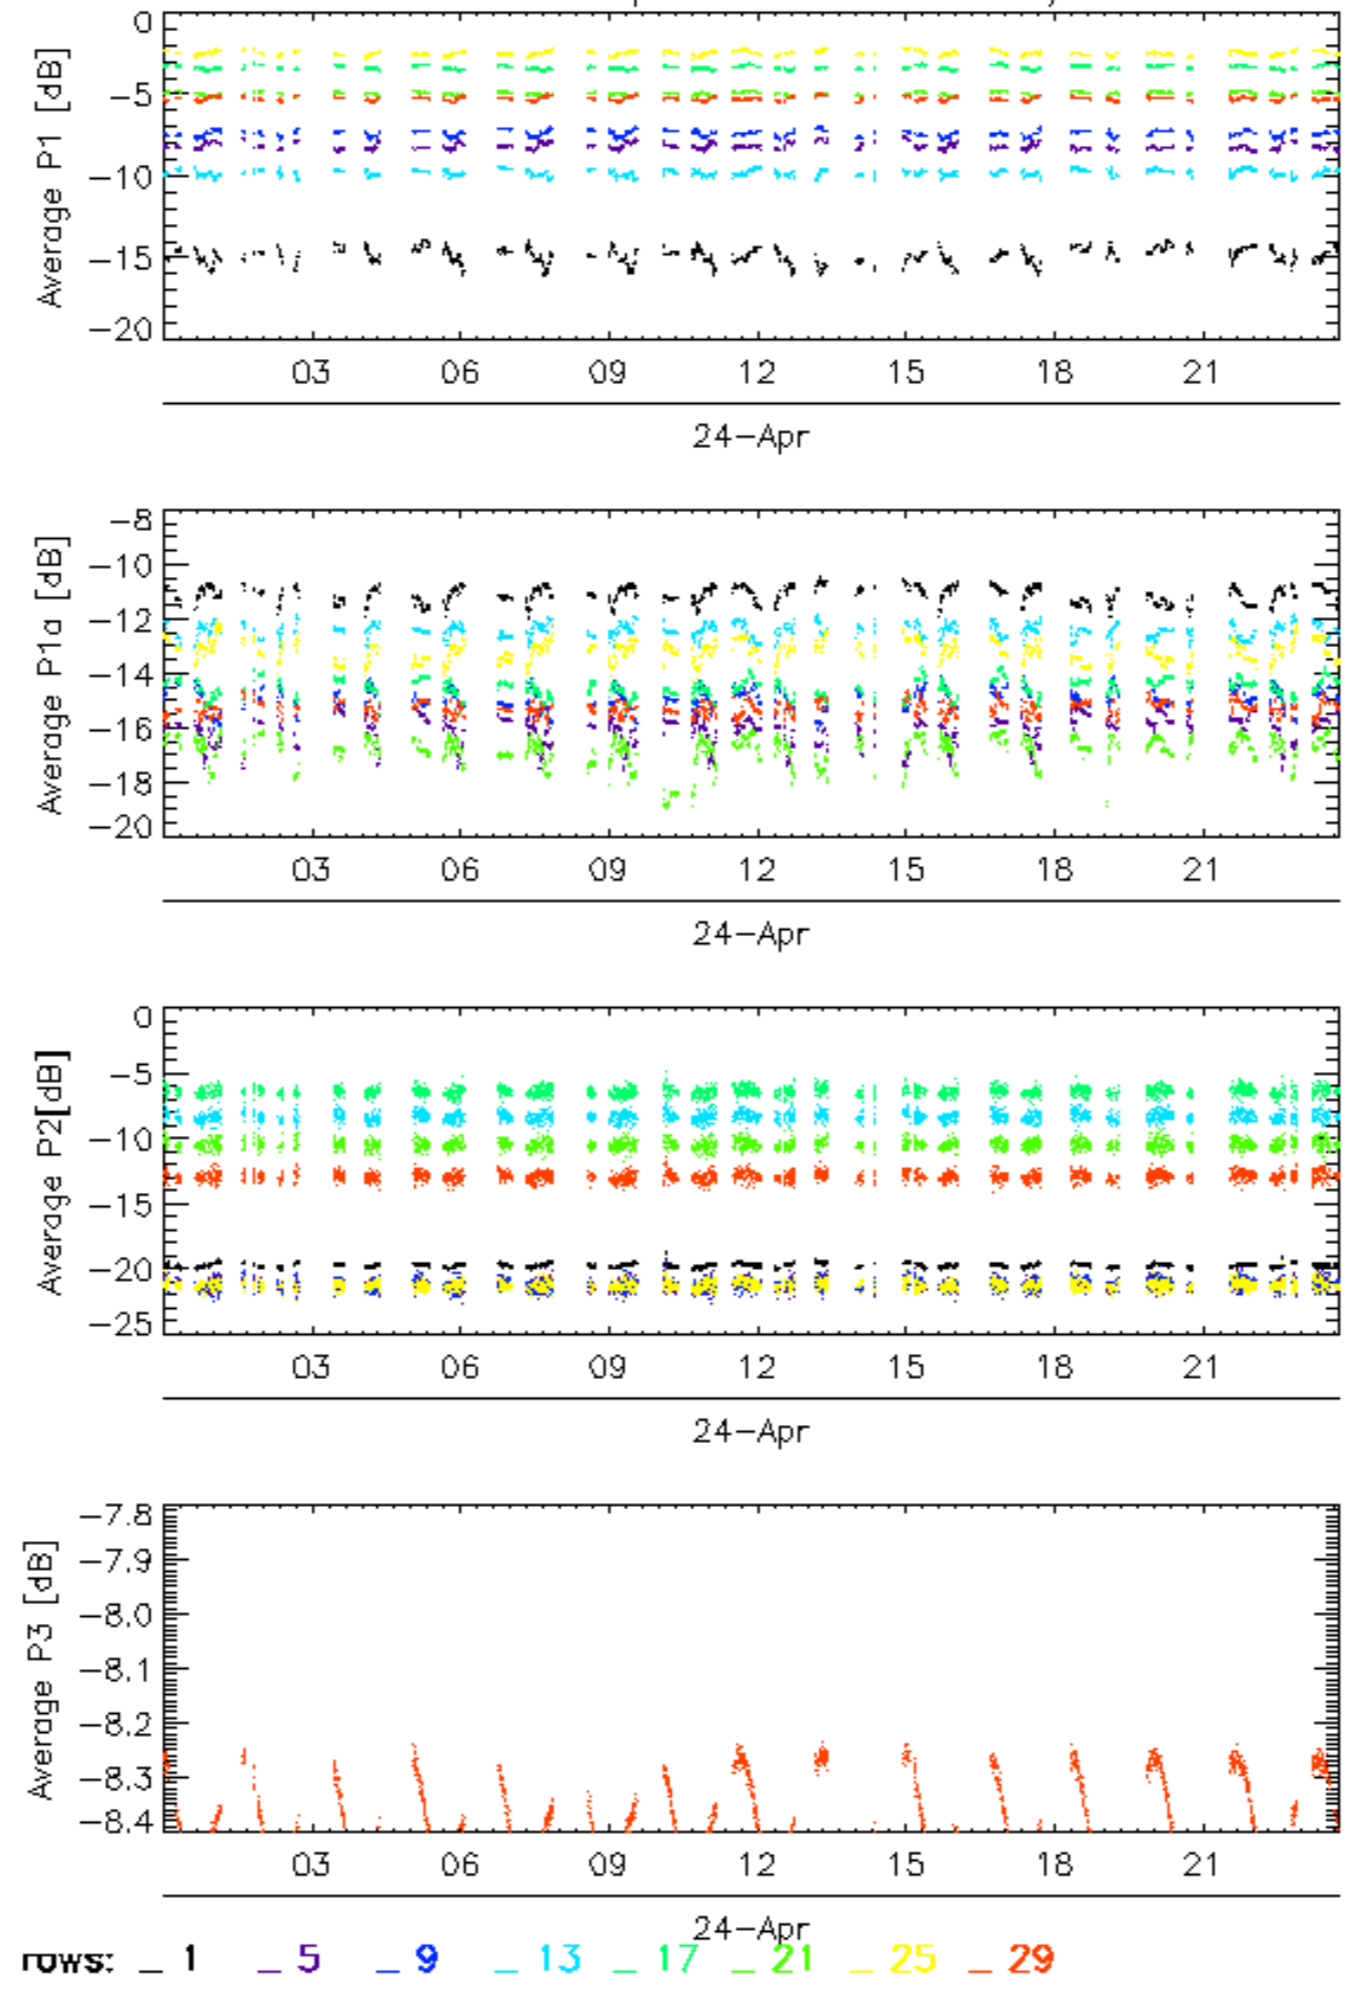 0
−5
−10
−15
−20
Average P1 [dB]
03 06 09 12 15 18 21
24−Apr
−8
−10
−12
−14
−16
−18
−20
Average P1a [dB]
03 06 09 12 15 18 21
24−Apr
0
−5
−10
−15
−20
−25
Average P2[dB]
03 06 09 12 15 18 21
24−Apr
−7.8
−7.9
−8.0
−8.1
−8.2
−8.3
−8.4
Average P3 [dB]
03 06 09 12 15 18 21
24−Apr
rows: _ 1 _ 5 _ 9 _ 13 _ 17 _ 21 _ 25 _ 29